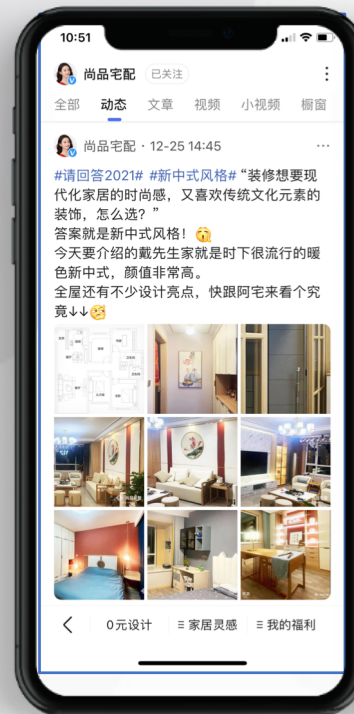 10:51
尚品宅配 已关注
全部 动态 文章 视频 小视频 橱窗
尚品宅配・12-25 14:45
#请回答2021# #新中式风格# “装修想要现
代化家居的时尚感，又喜欢传统文化元素的
装饰，怎么选？”
答案就是新中式风格！
今天要介绍的戴先生家就是时下很流行的暖
色新中式，颜值非常高。
全屋还有不少设计亮点，快跟阿宅来看个究
竟↓↓
0元设计 家居灵感 我的福利